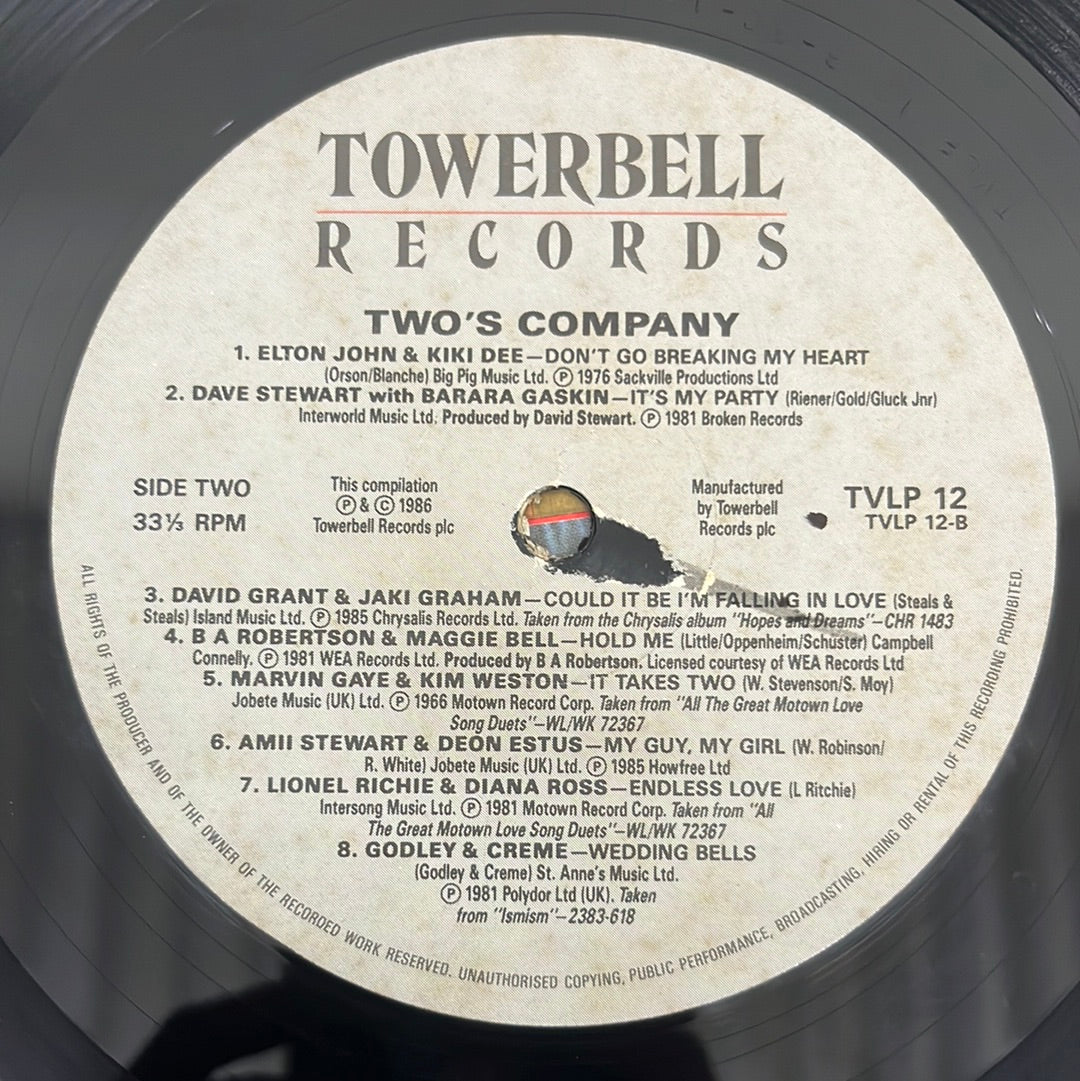 TOWERBELL
RECORDS
TWO'S COMPANY
1. ELTON JOHN & KIKI DEE—DON'T GO BREAKING MY HEART
(Orson/Blanche) Big Pig Music Ltd. Ⓟ 1976 Sackville Productions Ltd
2. DAVE STEWART with BARARA GASKIN—IT'S MY PARTY (Riener/Gold/Gluck Jnr)
Interworld Music Ltd. Produced by David Stewart. Ⓟ 1981 Broken Records
SIDE TWO
33⅓ RPM
This compilation
Ⓟ & © 1986
Towerbell Records plc
Manufactured
by Towerbell
Records plc
TVLP 12
TVLP 12-B
3. DAVID GRANT & JAKI GRAHAM—COULD IT BE I'M FALLING IN LOVE (Steals &
Steals) Island Music Ltd. Ⓟ 1985 Chrysalis Records Ltd. Taken from the Chrysalis album "Hopes and Dreams"—CHR 1483
4. B A ROBERTSON & MAGGIE BELL—HOLD ME (Little/Oppenheim/Schuster) Campbell
Connelly. Ⓟ 1981 WEA Records Ltd. Produced by B A Robertson. Licensed courtesy of WEA Records Ltd
5. MARVIN GAYE & KIM WESTON—IT TAKES TWO (W. Stevenson/S. Moy)
Jobete Music (UK) Ltd. Ⓟ 1966 Motown Record Corp. Taken from "All The Great Motown Love
Song Duets"—WL/WK 72367
6. AMII STEWART & DEON ESTUS—MY GUY, MY GIRL (W. Robinson/
R. White) Jobete Music (UK) Ltd. Ⓟ 1985 Howfree Ltd
7. LIONEL RICHIE & DIANA ROSS—ENDLESS LOVE (L Ritchie)
Intersong Music Ltd. Ⓟ 1981 Motown Record Corp. Taken from "All
The Great Motown Love Song Duets"—WL/WK 72367
8. GODLEY & CREME—WEDDING BELLS
(Godley & Creme) St. Anne's Music Ltd.
Ⓟ 1981 Polydor Ltd (UK). Taken
from "Ismism"—2383-618
ALL RIGHTS OF THE PRODUCER AND OF THE OWNER OF THE RECORDED WORK RESERVED. UNAUTHORISED COPYING, PUBLIC PERFORMANCE, BROADCASTING, HIRING OR RENTAL OF THIS RECORDING PROHIBITED.